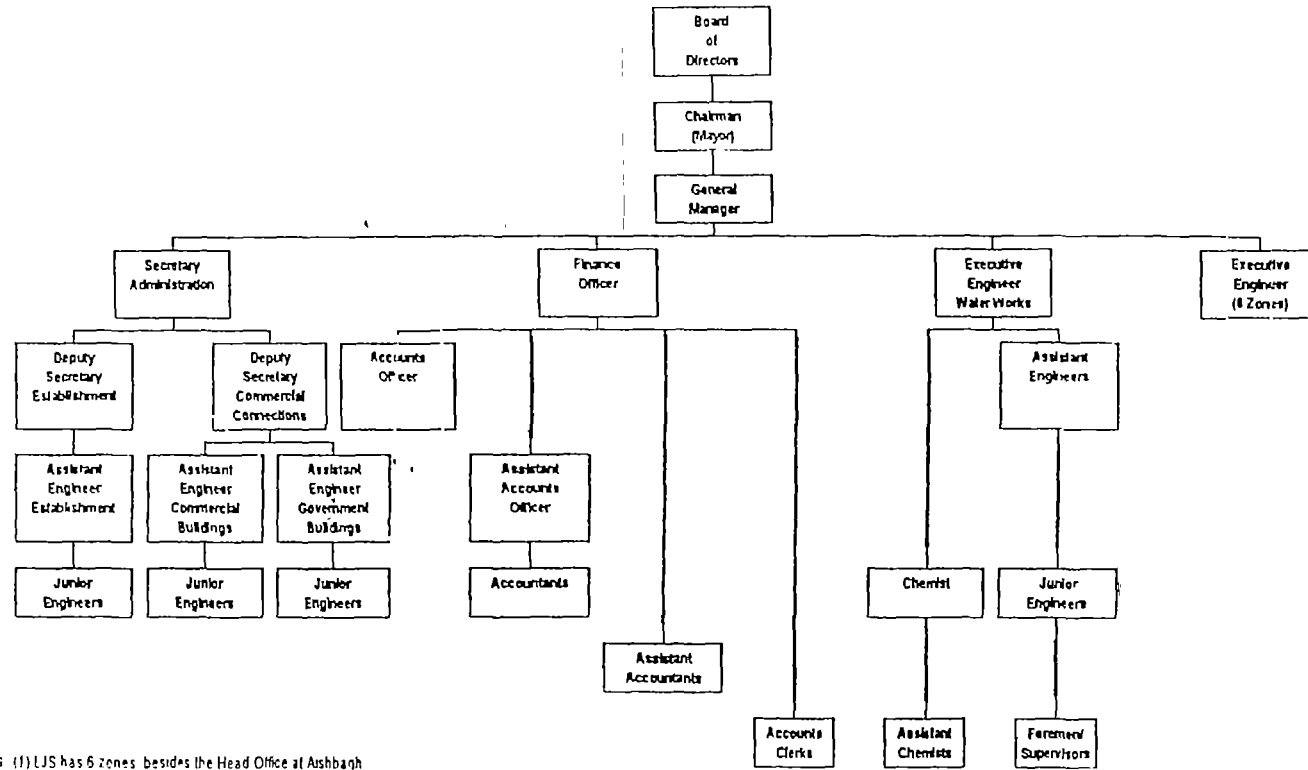 Board
of
Directors
Chairman
(Mayor)
General
Manager
Secretary
Administration
Finance
Officer
Executive
Engineer
Water Works
Executive
Engineer
(6 Zones)
Deputy
Secretary
Establishment
Deputy
Secretary
Commercial
Connections
Accounts
Officer
Assistant
Engineers
Assistant
Engineer
Establishment
Assistant
Engineer
Commercial
Buildings
Assistant
Engineer
Government
Buildings
Assistant
Accounts
Officer
Junior
Engineers
Junior
Engineers
Junior
Engineers
Accountants
Chemist
Junior
Engineers
Assistant
Accountants
Accounts
Clerks
Assistant
Chemists
Foremen/
Supervisors
(1) LJS has 6 zones besides the Head Office at Aishbagh